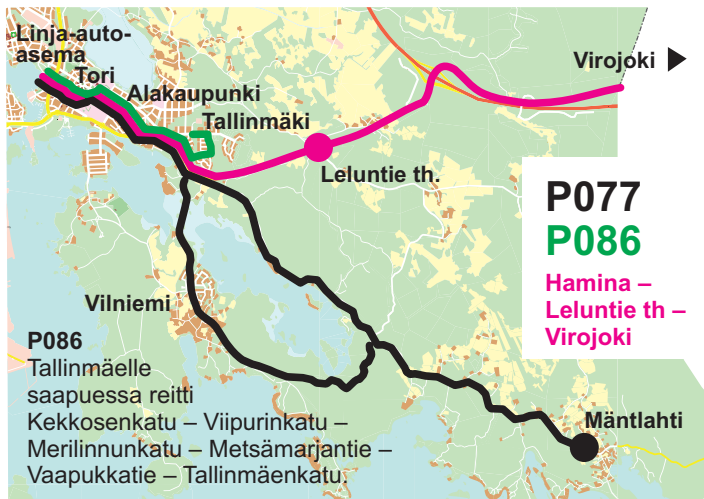 Linja-auto-
asema
Tori
Alakaupunki
Tallinmäki
Virojoki
Leluntie th.
P077
P086
Hamina –
Leluntie th –
Virojoki
Vilniemi
P086
Tallinmäelle
saapuessa reitti
Kekkosenkatu – Viipurinkatu –
Merilinnunkatu – Metsämarjantie –
Vaapukkatie – Tallinmäenkatu.
Mäntlahti